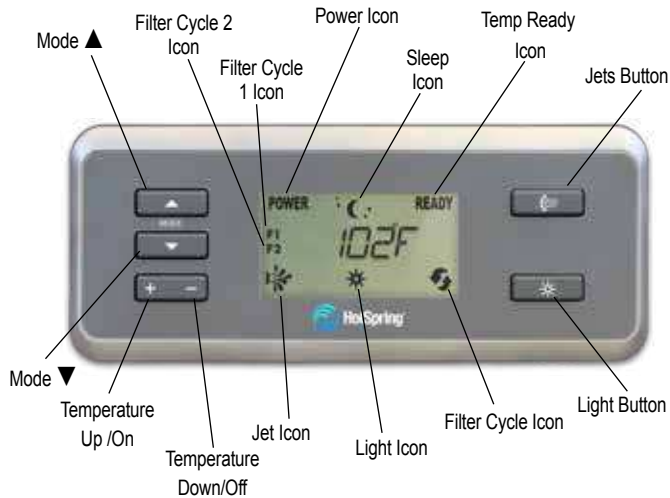 Mode ▲
Filter Cycle 2
Icon
Filter Cycle
1 Icon
Power Icon
Sleep
Icon
Temp Ready
Icon
Jets Button
POWER
READY
F1
F2
102F
MODE
+ −
HotSpring
Mode ▼
Temperature
Up /On
Temperature
Down/Off
Jet Icon
Light Icon
Filter Cycle Icon
Light Button